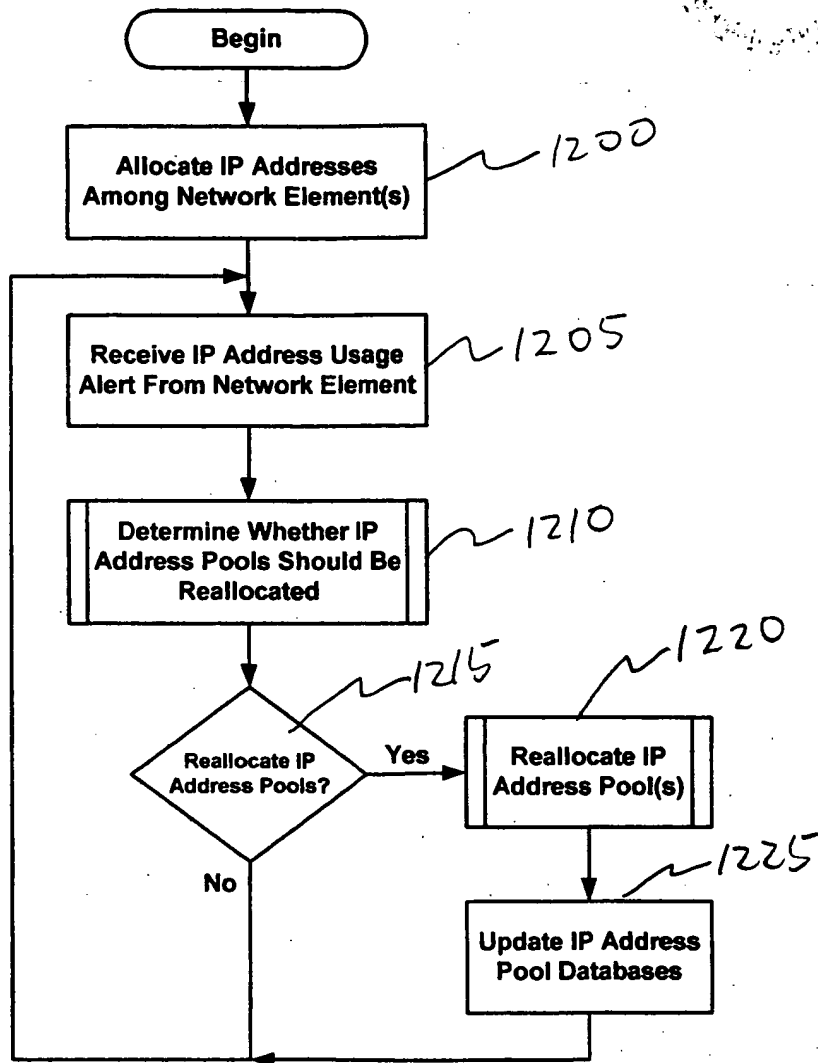 Begin
Allocate IP Addresses
Among Network Element(s)
1200
Receive IP Address Usage
Alert From Network Element
1205
Determine Whether IP
Address Pools Should Be
Reallocated
1210
Reallocate IP
Address Pools?
1215
Yes
No
Reallocate IP
Address Pool(s)
1220
Update IP Address
Pool Databases
1225